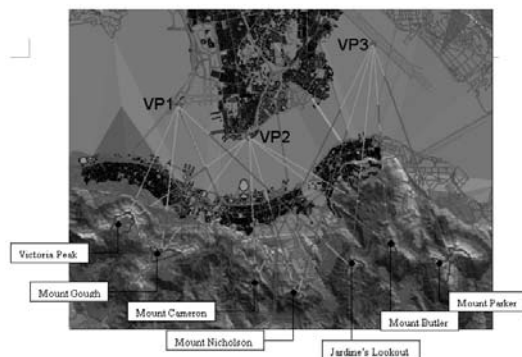 VP3
VP1
VP2
Victoria Peak
Mount Gough
Mount Cameron
Mount Nicholson
Jardine's Lookout
Mount Butler
Mount Parker